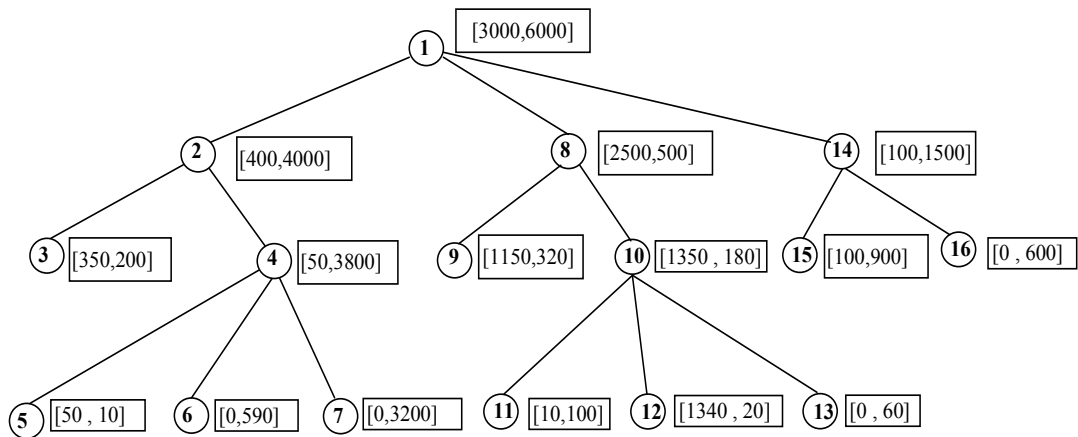 1 [3000,6000]
2 [400,4000] 8 [2500,500] 14 [100,1500]
3 [350,200] 4 [50,3800] 9 [1150,320] 10 [1350 , 180] 15 [100,900] 16 [0 , 600]
5 [50 , 10] 6 [0,590] 7 [0,3200] 11 [10,100] 12 [1340 , 20] 13 [0 , 60]